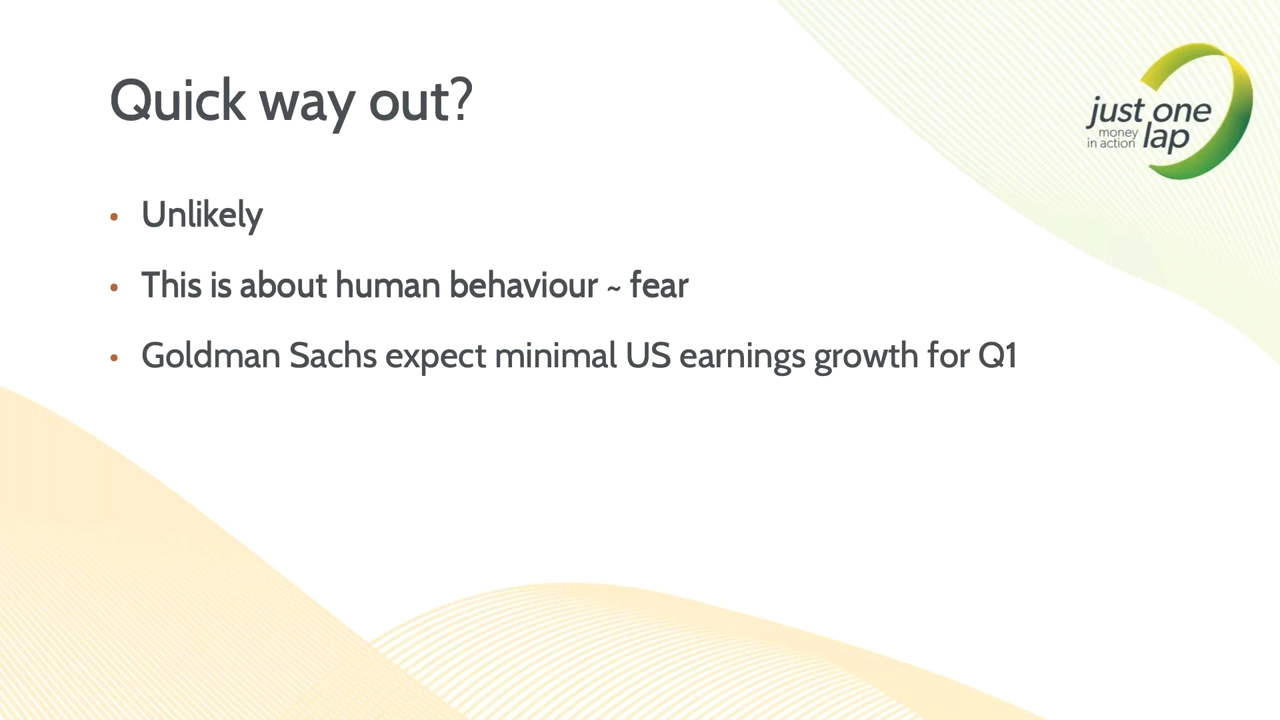 Quick way out?
just one
money
in action lap
• Unlikely
• This is about human behaviour ~ fear
• Goldman Sachs expect minimal US earnings growth for Q1